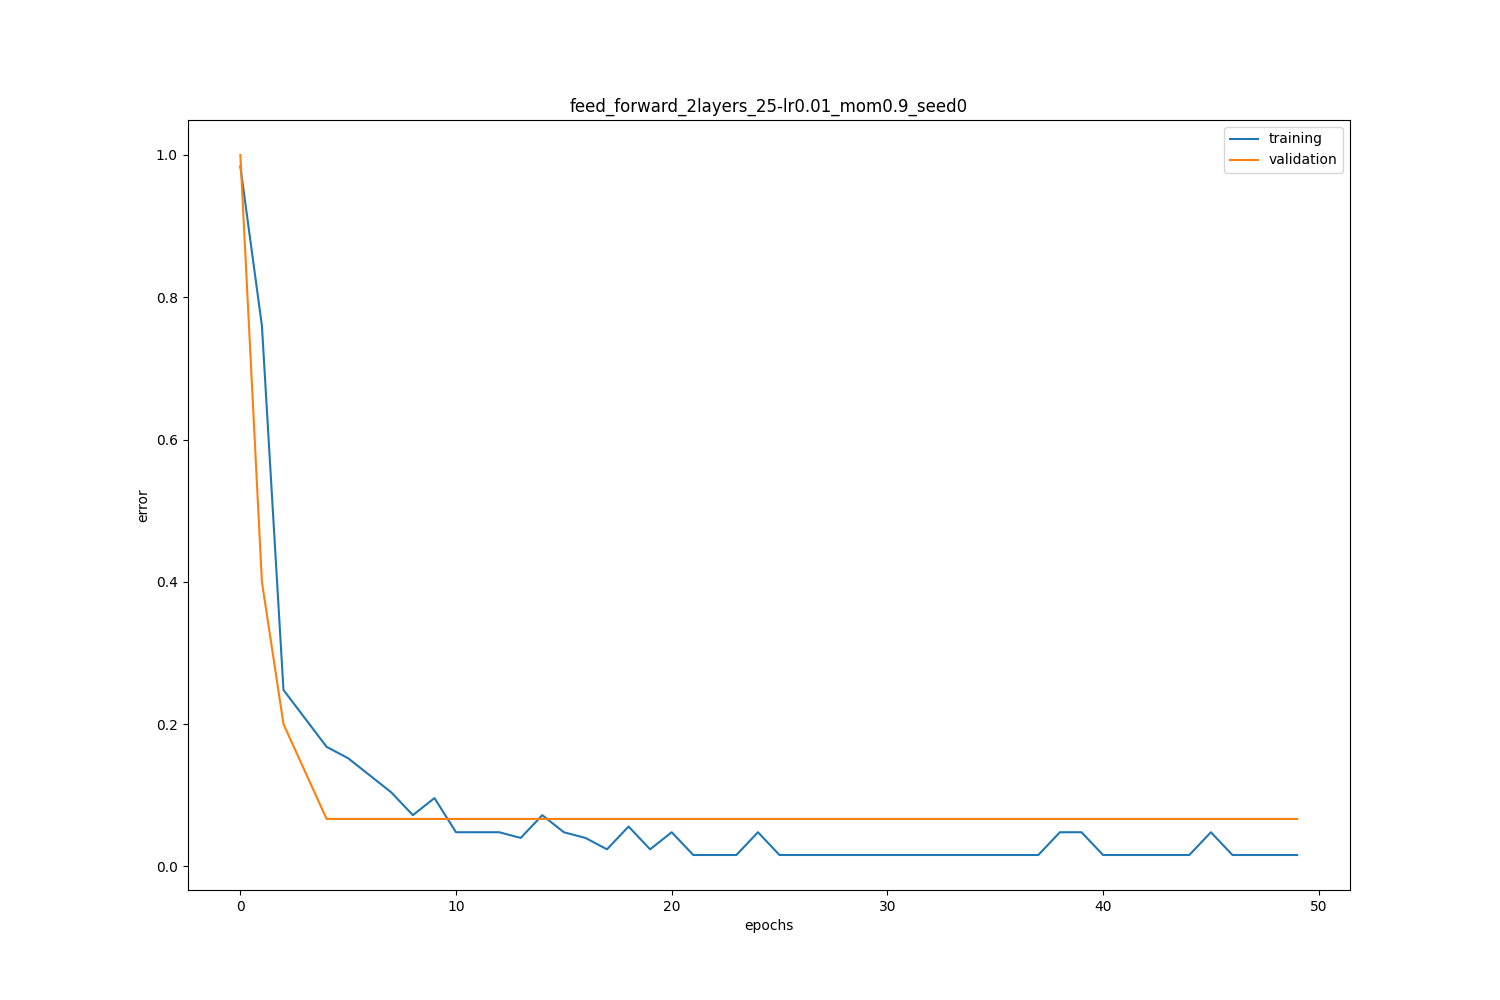 feed_forward_2layers_25-lr0.01_mom0.9_seed0
training
validation
1.0
0.8
0.6
0.4
0.2
0.0
error
0 10 20 30 40 50
epochs